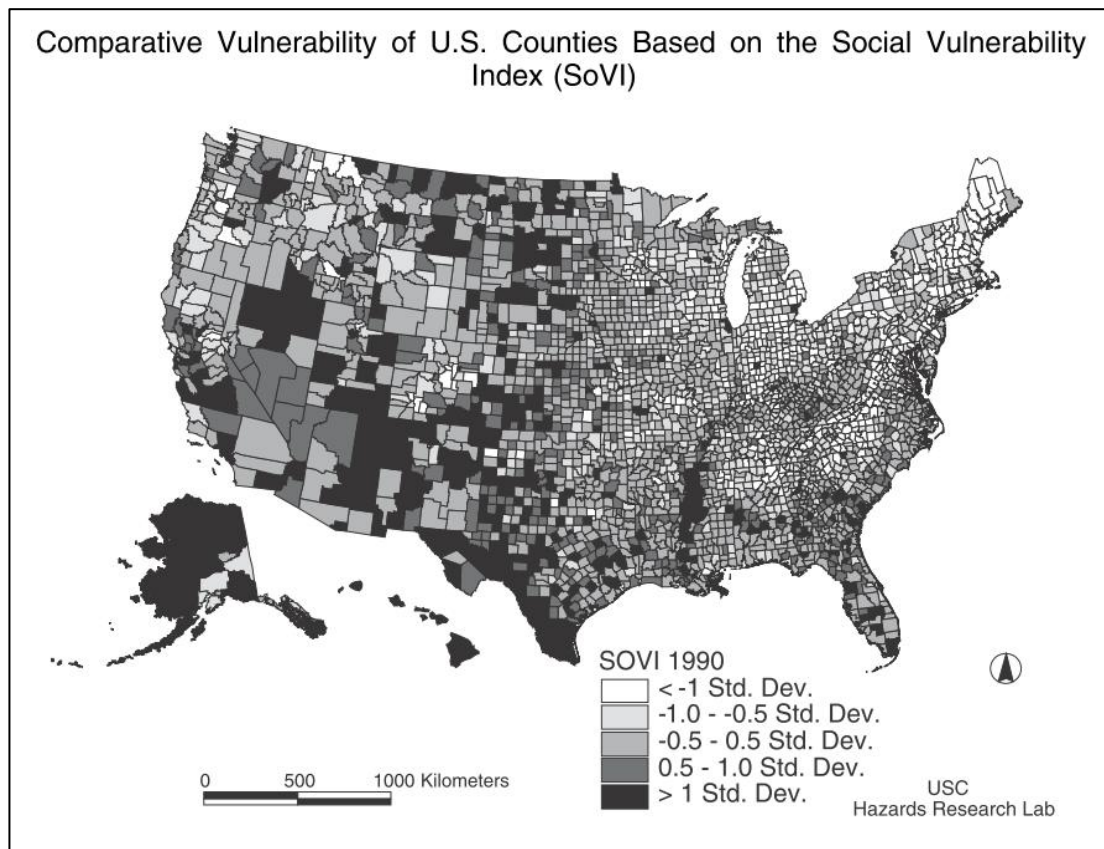 Comparative Vulnerability of U.S. Counties Based on the Social Vulnerability
Index (SoVI)
SOVI 1990
< -1 Std. Dev.
-1.0 - -0.5 Std. Dev.
-0.5 - 0.5 Std. Dev.
0.5 - 1.0 Std. Dev.
> 1 Std. Dev.
0 500 1000 Kilometers
USC
Hazards Research Lab